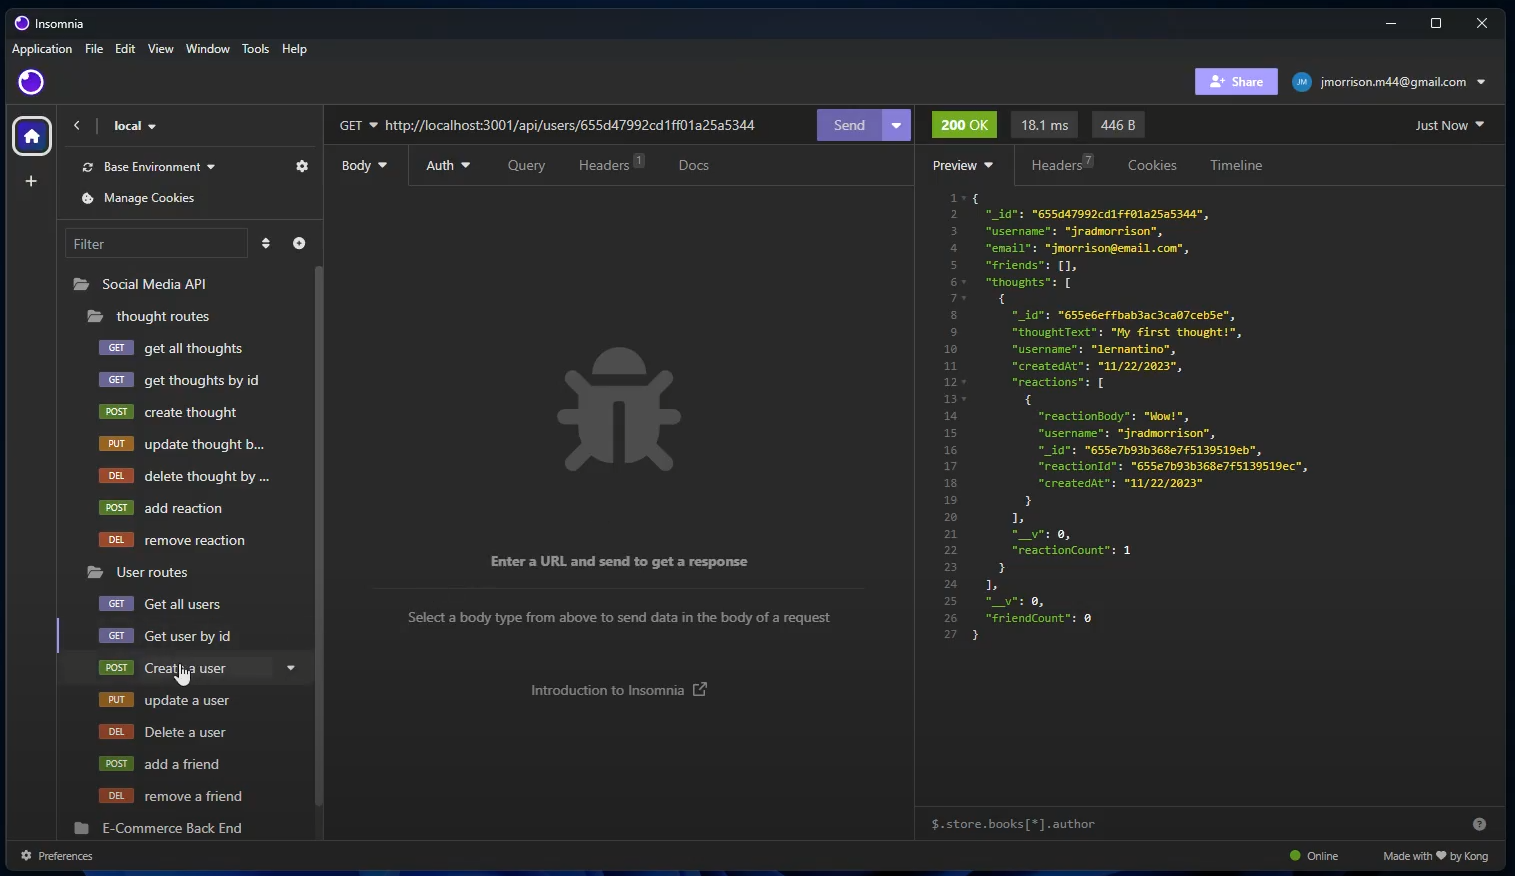 Insomnia
Application File Edit View Window Tools Help
Share
JM jmorrison.m44@gmail.com
local
Base Environment
Manage Cookies
Filter
Social Media API
thought routes
GET get all thoughts
GET get thoughts by id
POST create thought
PUT update thought b...
DEL delete thought by ...
POST add reaction
DEL remove reaction
User routes
GET Get all users
GET Get user by id
POST Create a user
PUT update a user
DEL Delete a user
POST add a friend
DEL remove a friend
E-Commerce Back End
GET http://localhost:3001/api/users/655d47992cd1ff01a25a5344
Send
Body Auth Query Headers 1 Docs
Enter a URL and send to get a response
Select a body type from above to send data in the body of a request
Introduction to Insomnia
200 OK 18.1 ms 446 B Just Now
Preview Headers 7 Cookies Timeline
1 {
2 "_id": "655d47992cd1ff01a25a5344",
3 "username": "jradmorrison",
4 "email": "jmorrison@email.com",
5 "friends": [],
6 "thoughts": [
7 {
8 "_id": "655e6effbab3ac3ca07ceb5e",
9 "thoughtText": "My first thought!",
10 "username": "lernantino",
11 "createdAt": "11/22/2023",
12 "reactions": [
13 {
14 "reactionBody": "Wow!",
15 "username": "jradmorrison",
16 "_id": "655e7b93b368e7f5139519eb",
17 "reactionId": "655e7b93b368e7f5139519ec",
18 "createdAt": "11/22/2023"
19 }
20 ],
21 "__v": 0,
22 "reactionCount": 1
23 }
24 ],
25 "__v": 0,
26 "friendCount": 0
27 }
$.store.books[*].author
?
Preferences
Online
Made with ♥ by Kong